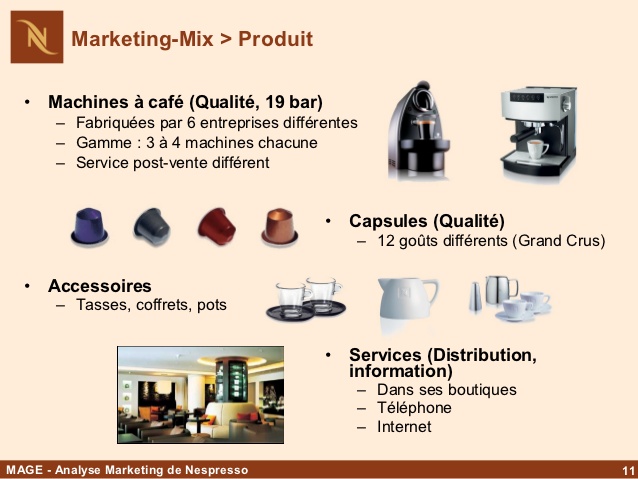 Marketing-Mix > Produit
• Machines à café (Qualité, 19 bar)
– Fabriquées par 6 entreprises différentes
– Gamme : 3 à 4 machines chacune
– Service post-vente différent
• Capsules (Qualité)
– 12 goûts différents (Grand Crus)
• Accessoires
– Tasses, coffrets, pots
• Services (Distribution,
information)
– Dans ses boutiques
– Téléphone
– Internet
MAGE - Analyse Marketing de Nespresso
11